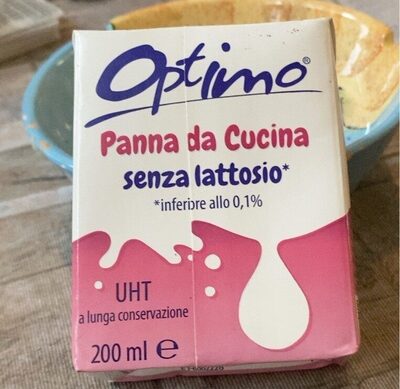 Optimo®
Panna da Cucina
senza lattosio*
*inferiore allo 0,1%
UHT
a lunga conservazione
200 ml ℮